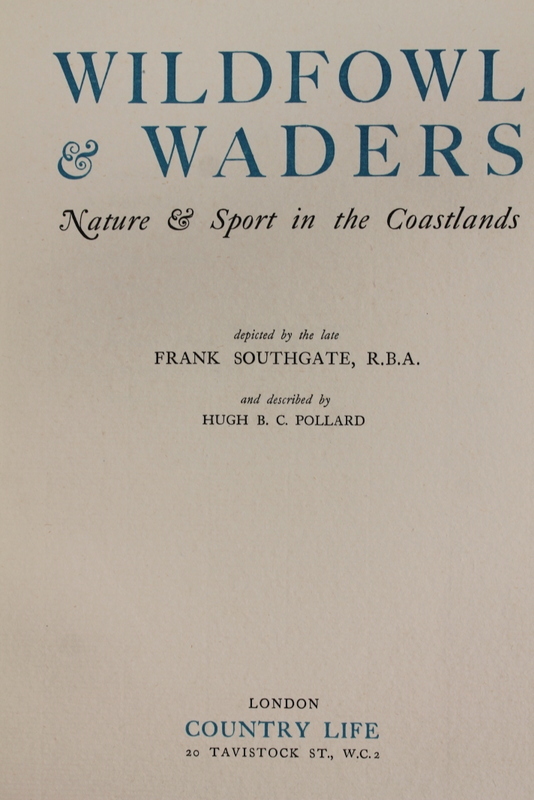 WILDFOWL
& WADERS
Nature & Sport in the Coastlands
depicted by the late
FRANK SOUTHGATE, R.B.A.
and described by
HUGH B. C. POLLARD
LONDON
COUNTRY LIFE
20 TAVISTOCK ST., W.C.2